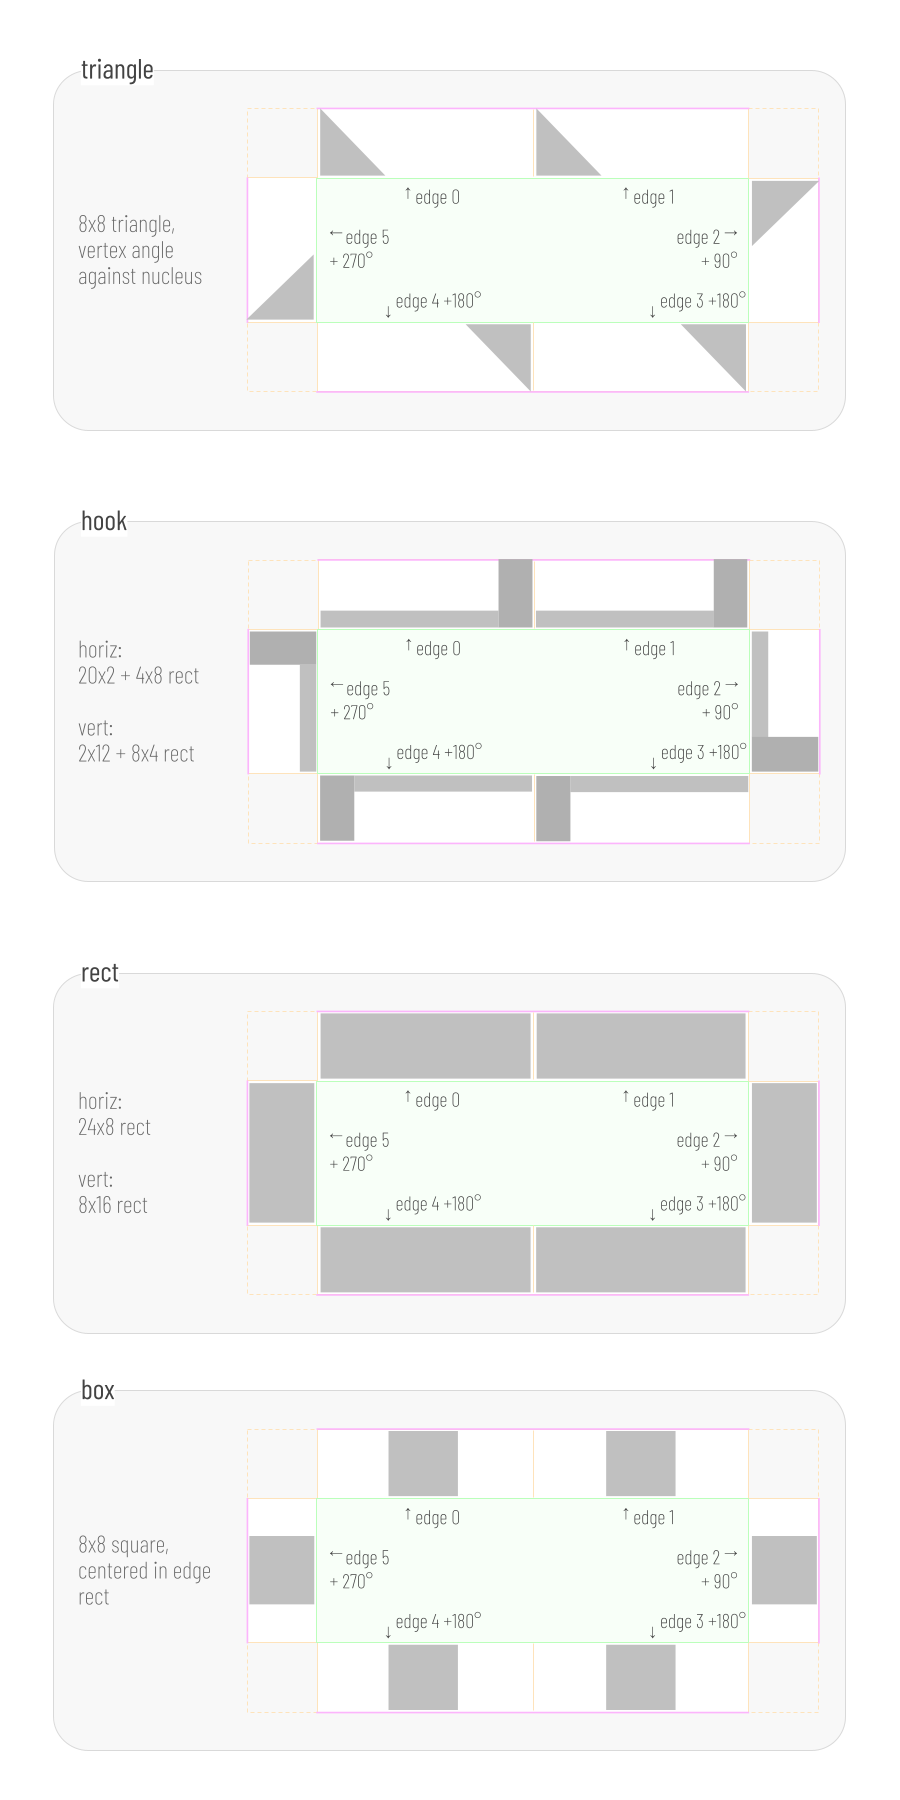 triangle
8x8 triangle,
vertex angle
against nucleus
↑ edge 0
↑ edge 1
← edge 5
+ 270°
edge 2 →
+ 90°
↓ edge 4 +180°
↓ edge 3 +180°
hook
horiz:
20x2 + 4x8 rect
vert:
2x12 + 8x4 rect
↑ edge 0
↑ edge 1
← edge 5
+ 270°
edge 2 →
+ 90°
↓ edge 4 +180°
↓ edge 3 +180°
rect
horiz:
24x8 rect
vert:
8x16 rect
↑ edge 0
↑ edge 1
← edge 5
+ 270°
edge 2 →
+ 90°
↓ edge 4 +180°
↓ edge 3 +180°
box
8x8 square,
centered in edge
rect
↑ edge 0
↑ edge 1
← edge 5
+ 270°
edge 2 →
+ 90°
↓ edge 4 +180°
↓ edge 3 +180°